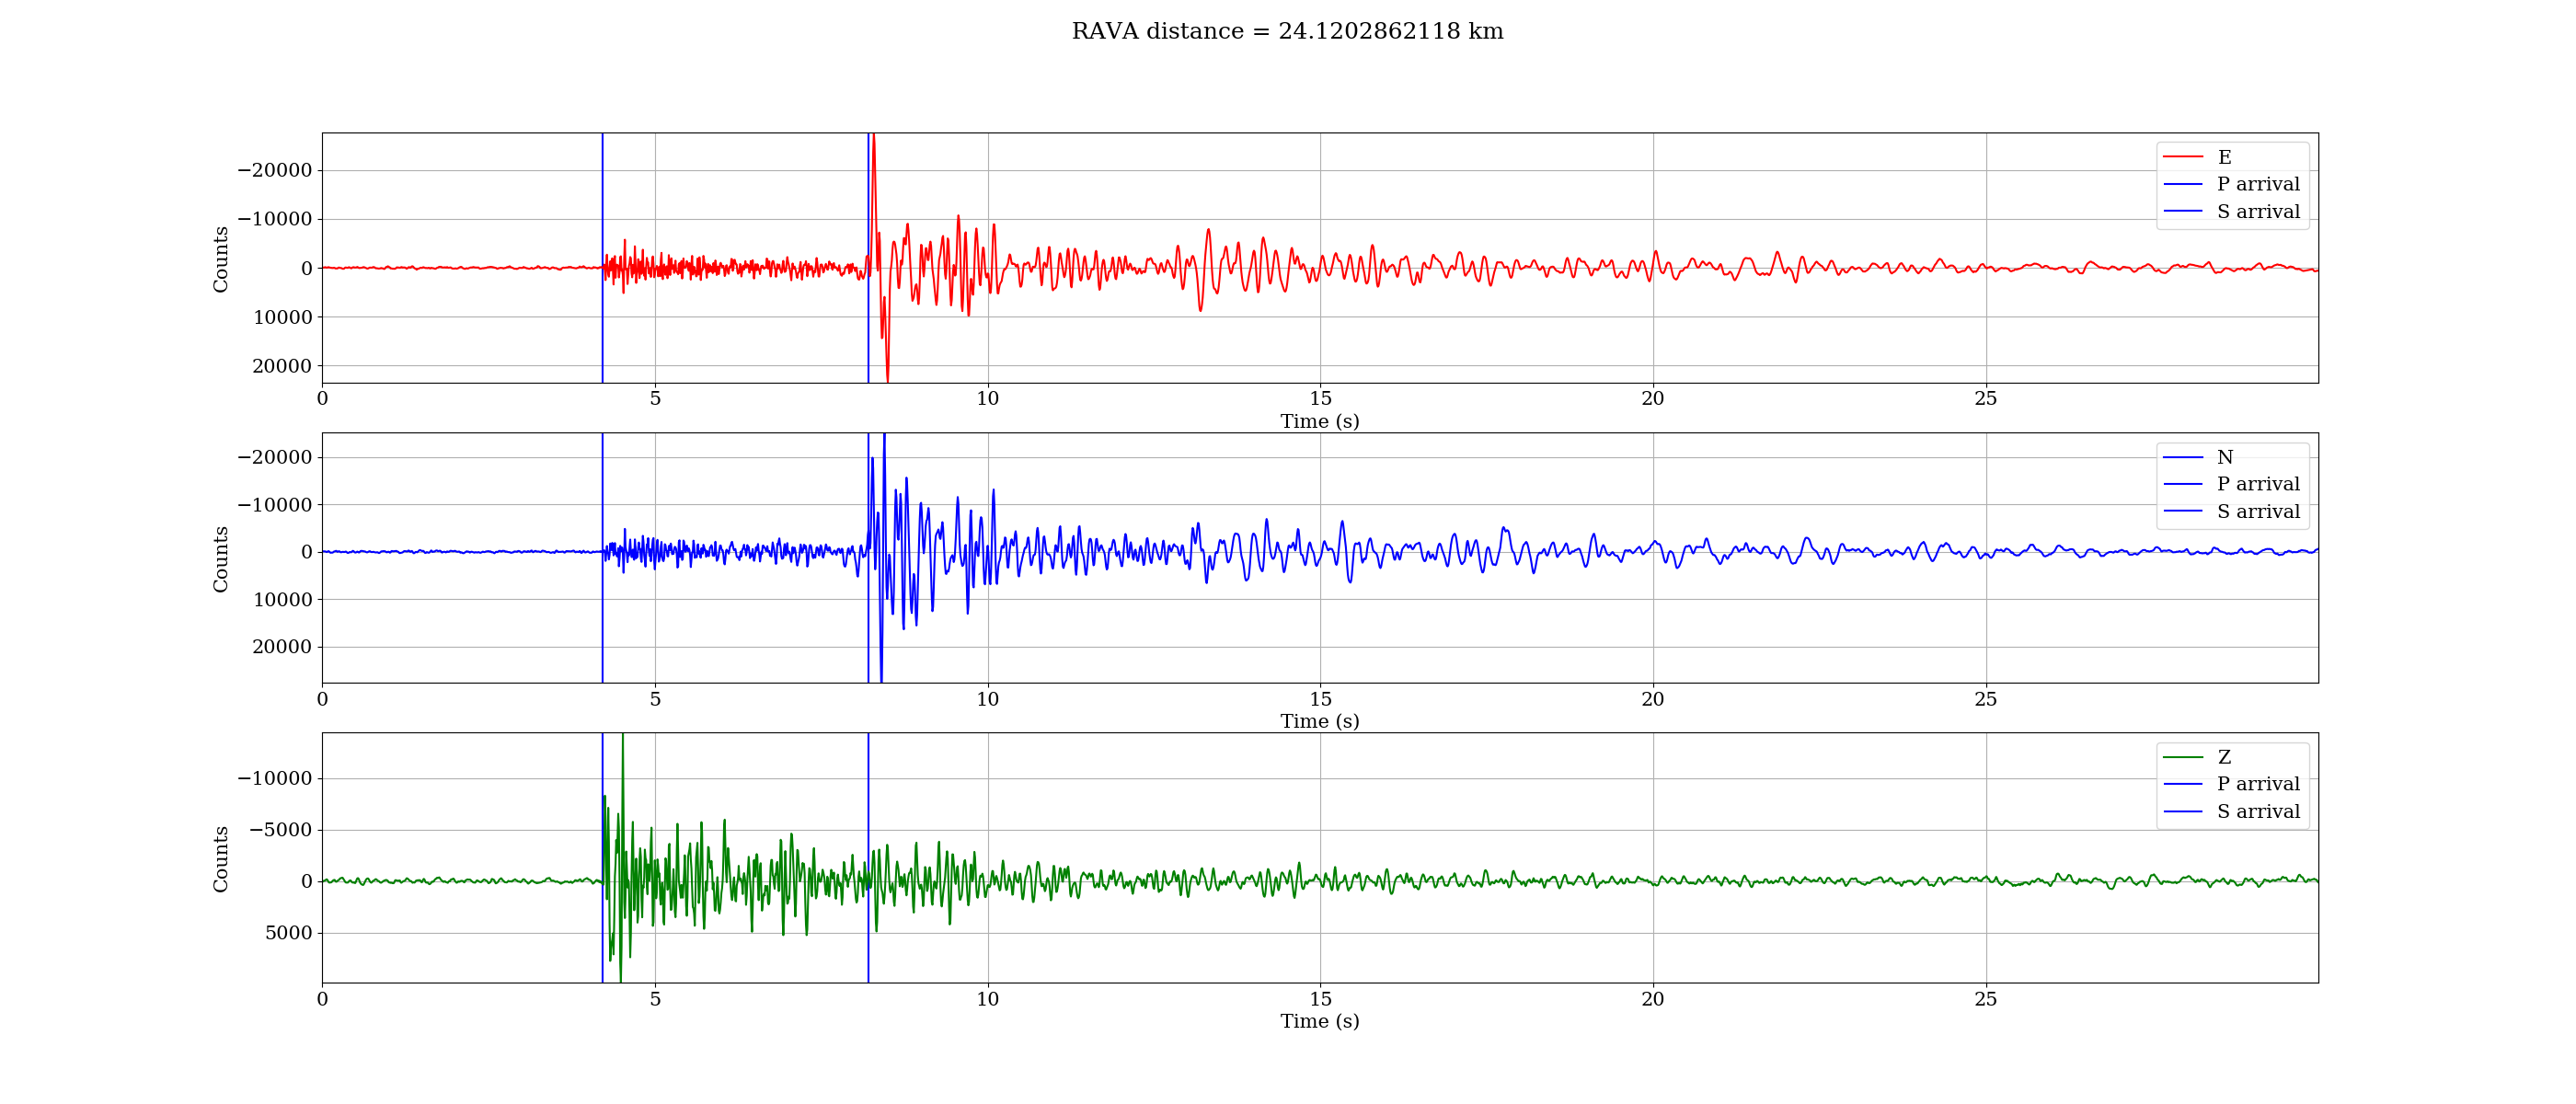 RAVA distance = 24.1202862118 km
−20000
−10000
0
10000
20000
Counts
E
P arrival
S arrival
0 5 10 15 20 25
Time (s)
−20000
−10000
0
10000
20000
Counts
N
P arrival
S arrival
0 5 10 15 20 25
Time (s)
−10000
−5000
0
5000
Counts
Z
P arrival
S arrival
0 5 10 15 20 25
Time (s)